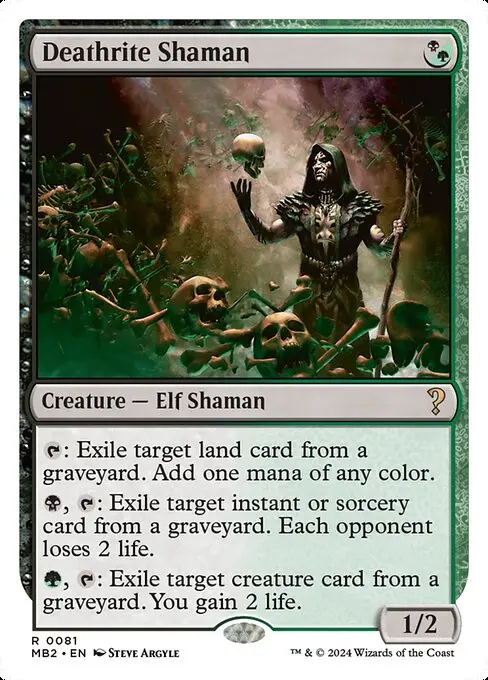 Deathrite Shaman
Creature — Elf Shaman
: Exile target land card from a
graveyard. Add one mana of any color.
, : Exile target instant or sorcery
card from a graveyard. Each opponent
loses 2 life.
, : Exile target creature card from a
graveyard. You gain 2 life.
1/2
R 0081
MB2 • EN Steve Argyle
™ & © 2024 Wizards of the Coast